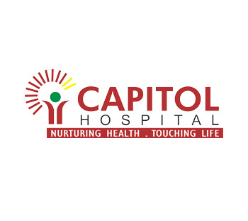 CAPITOL
HOSPITAL
NURTURING HEALTH . TOUCHING LIFE